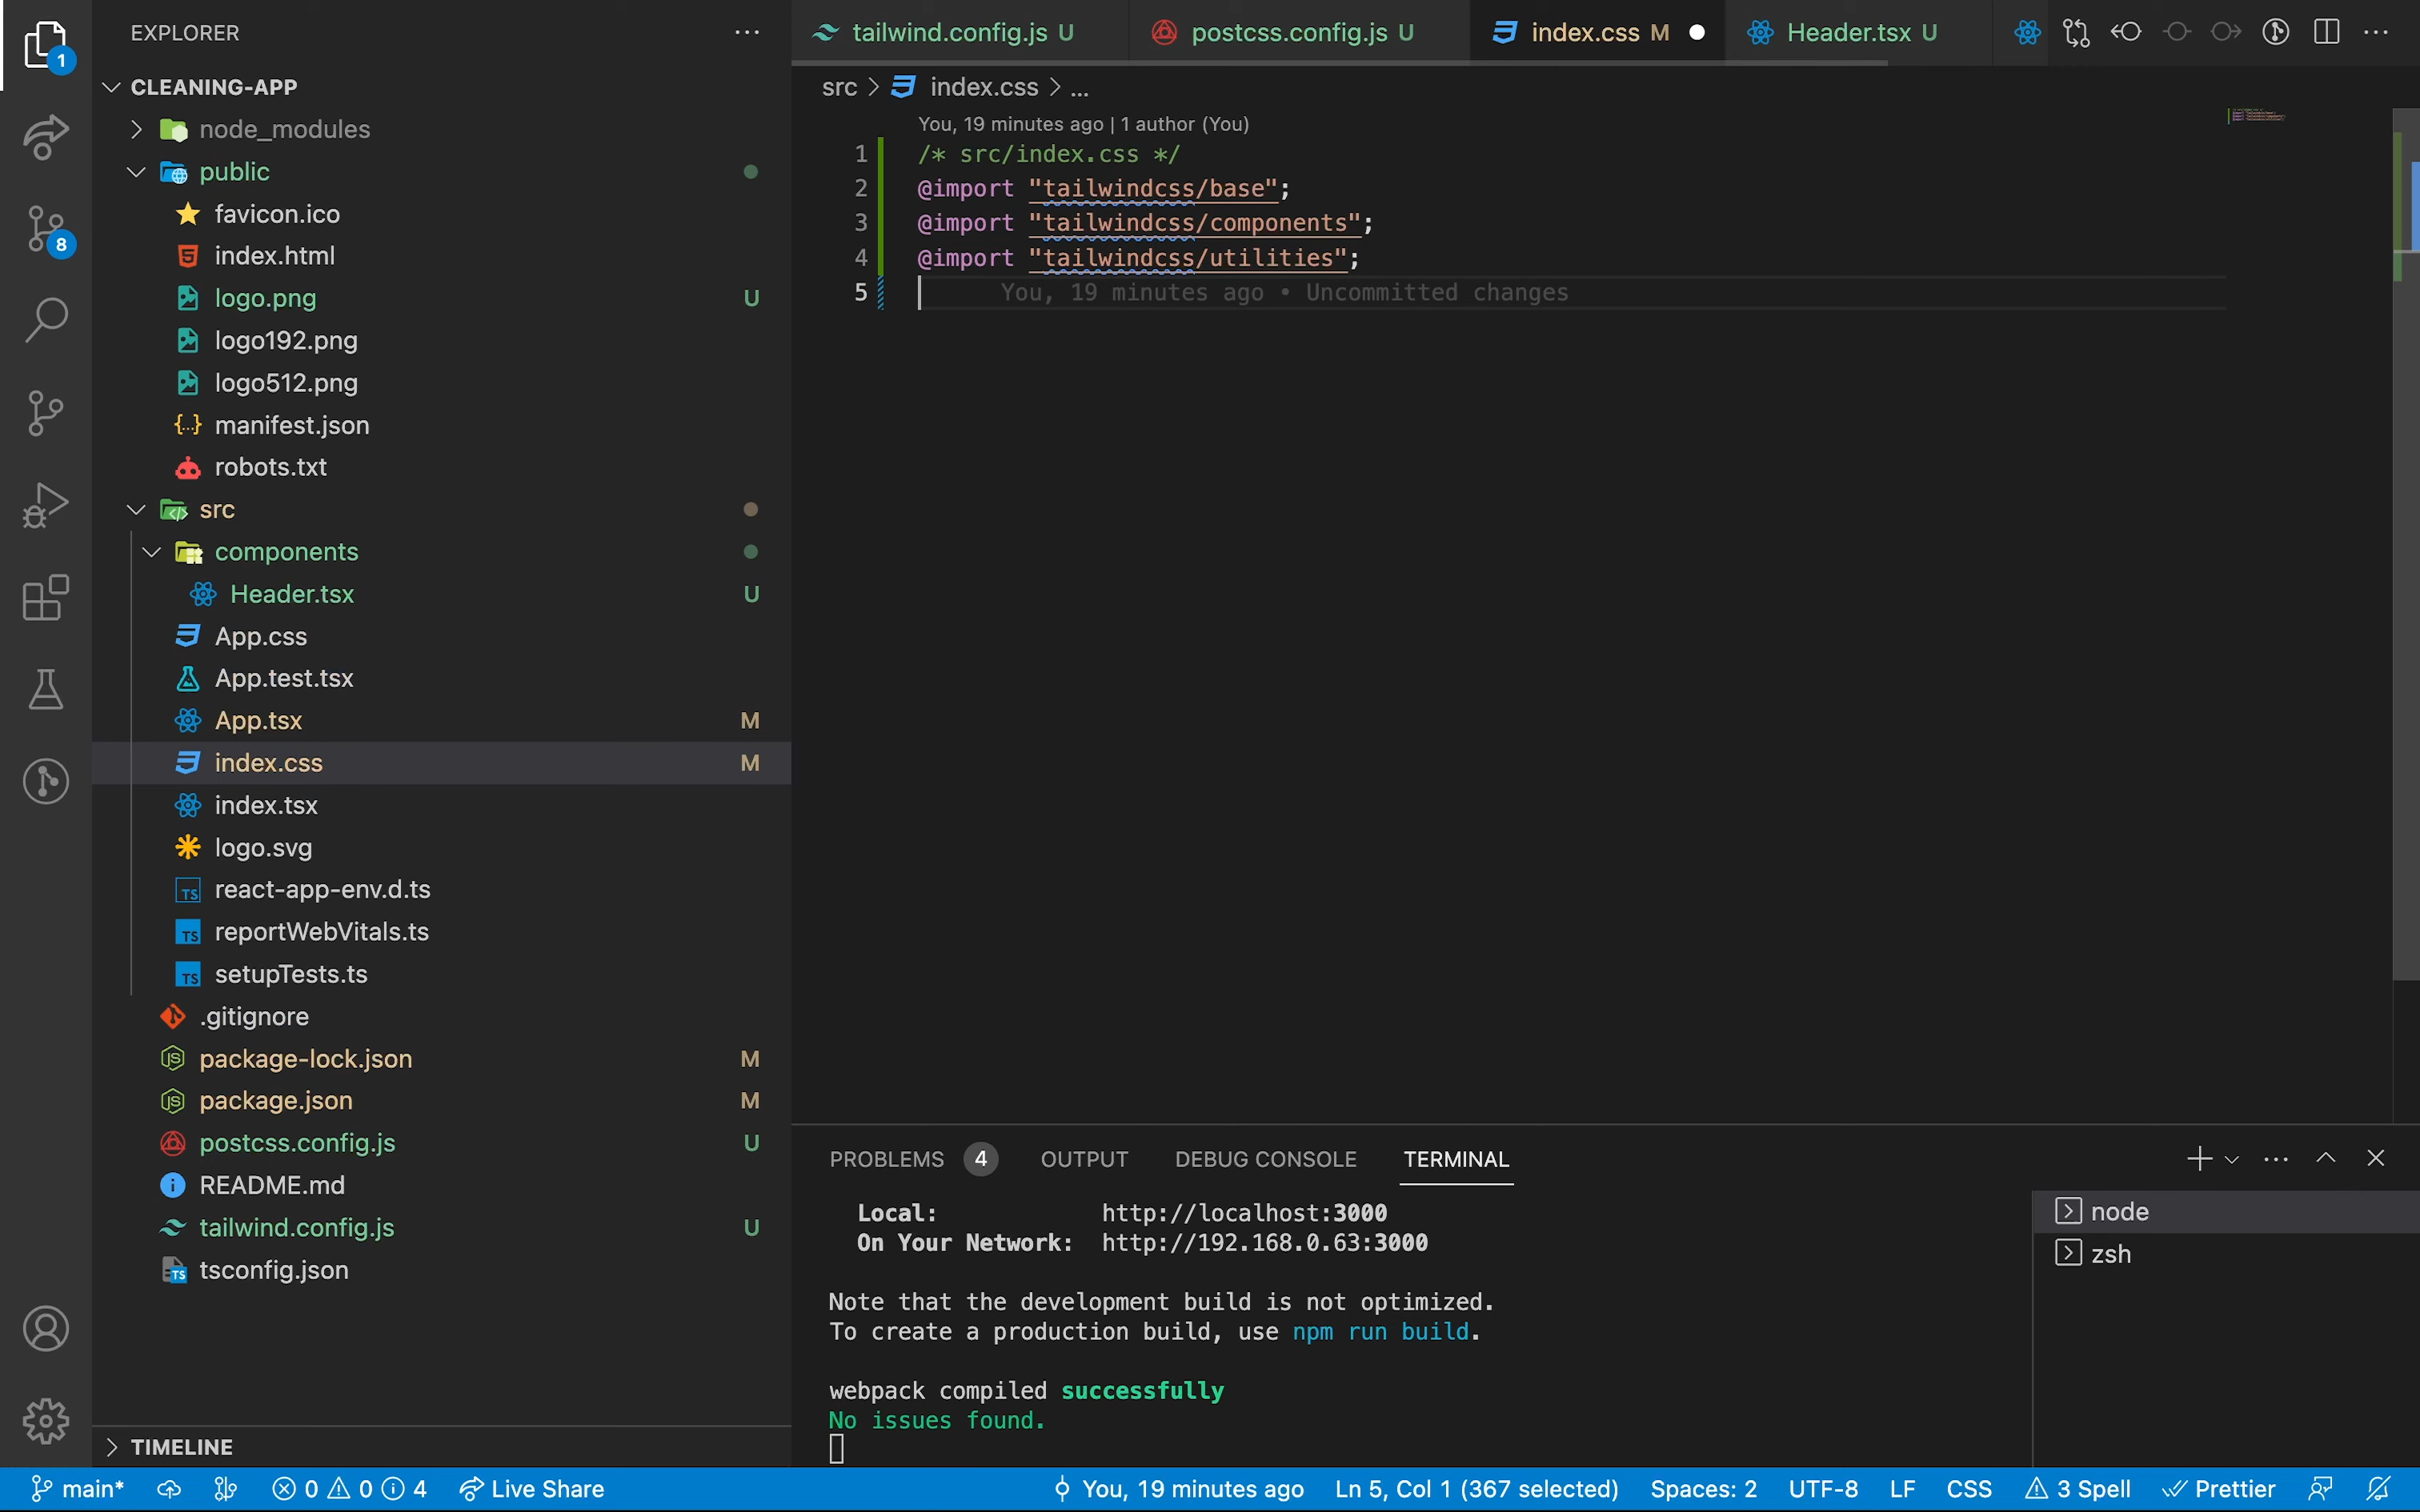 EXPLORER
CLEANING-APP
node_modules
public
favicon.ico
index.html
logo.png U
logo192.png
logo512.png
manifest.json
robots.txt
src
components
Header.tsx U
App.css
App.test.tsx
App.tsx M
index.css M
index.tsx
logo.svg
react-app-env.d.ts
reportWebVitals.ts
setupTests.ts
.gitignore
package-lock.json M
package.json M
postcss.config.js U
README.md
tailwind.config.js U
tsconfig.json
TIMELINE
1
8
tailwind.config.js U
postcss.config.js U
index.css M
Header.tsx U
src > index.css > ...
You, 19 minutes ago | 1 author (You)
1 /* src/index.css */
2 @import "tailwindcss/base";
3 @import "tailwindcss/components";
4 @import "tailwindcss/utilities";
5 You, 19 minutes ago • Uncommitted changes
PROBLEMS 4 OUTPUT DEBUG CONSOLE TERMINAL
Local: http://localhost:3000
On Your Network: http://192.168.0.63:3000
Note that the development build is not optimized.
To create a production build, use npm run build.
webpack compiled successfully
No issues found.
node
zsh
main* 0 0 4 Live Share You, 19 minutes ago Ln 5, Col 1 (367 selected) Spaces: 2 UTF-8 LF CSS 3 Spell Prettier